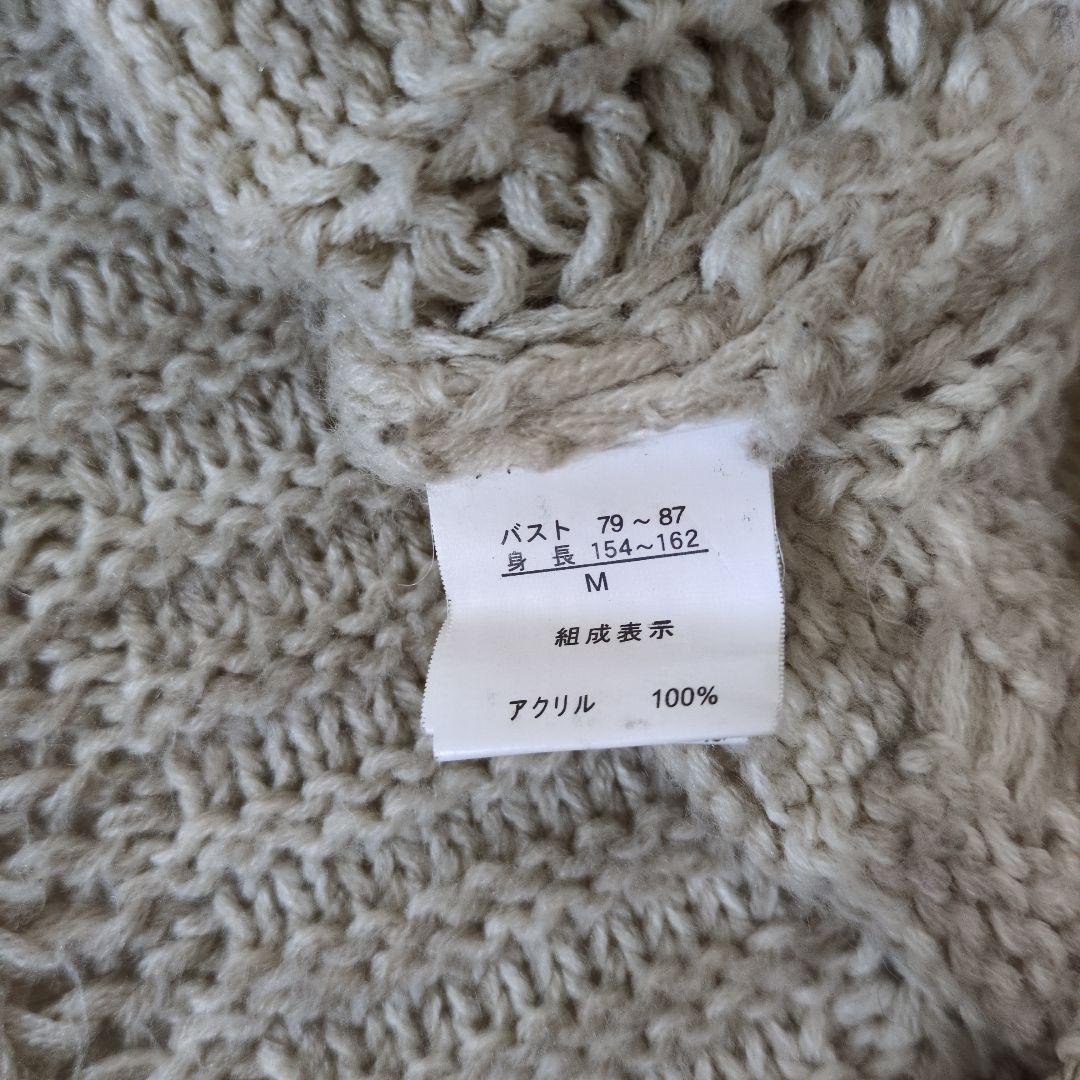 バスト 79～87
身 長 154～162
M
組成表示
アクリル 100%